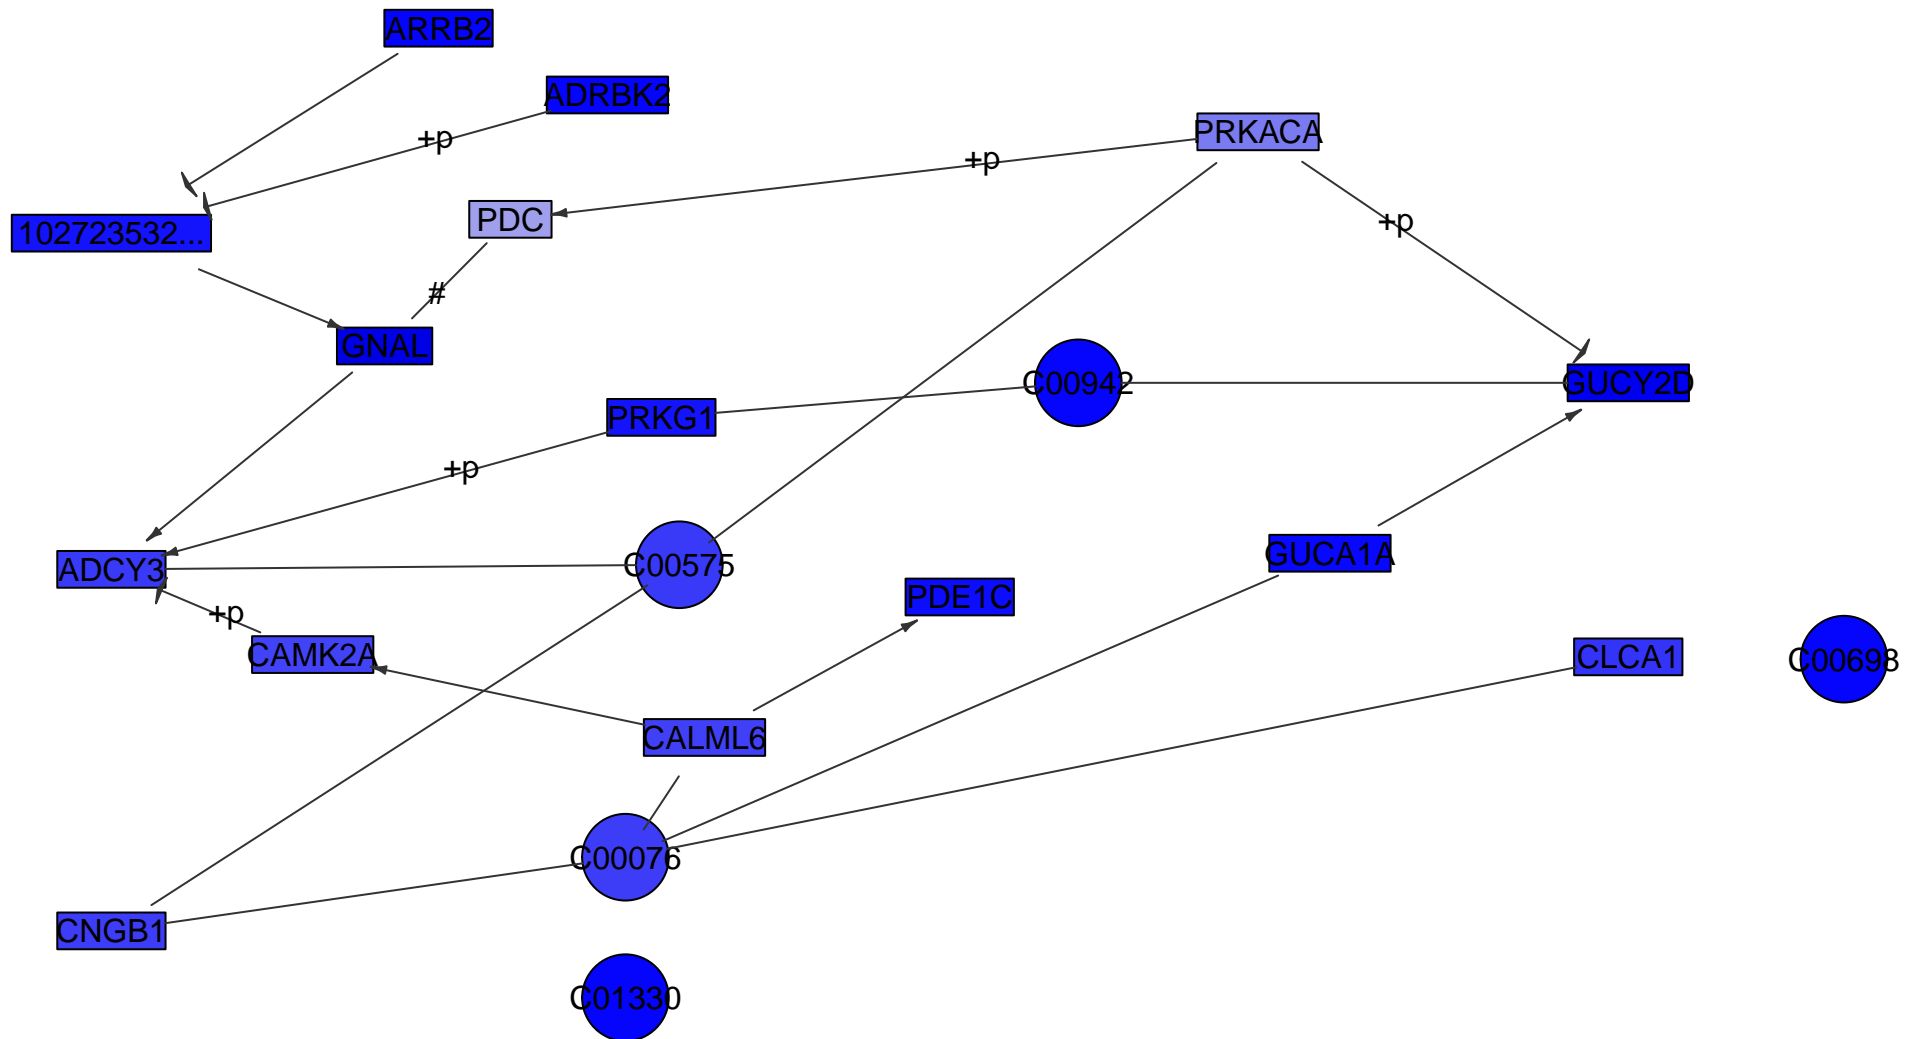 ARRB2
ADRBK2
+p
PRKACA
+p
PDC
102723532...
+p
#
GNAL
C00942
GUCY2D
PRKG1
+p
GUCA1A
ADCY3
C00575
PDE1C
+p
CAMK2A
CLCA1
C00698
CALML6
C00076
CNGB1
C01330